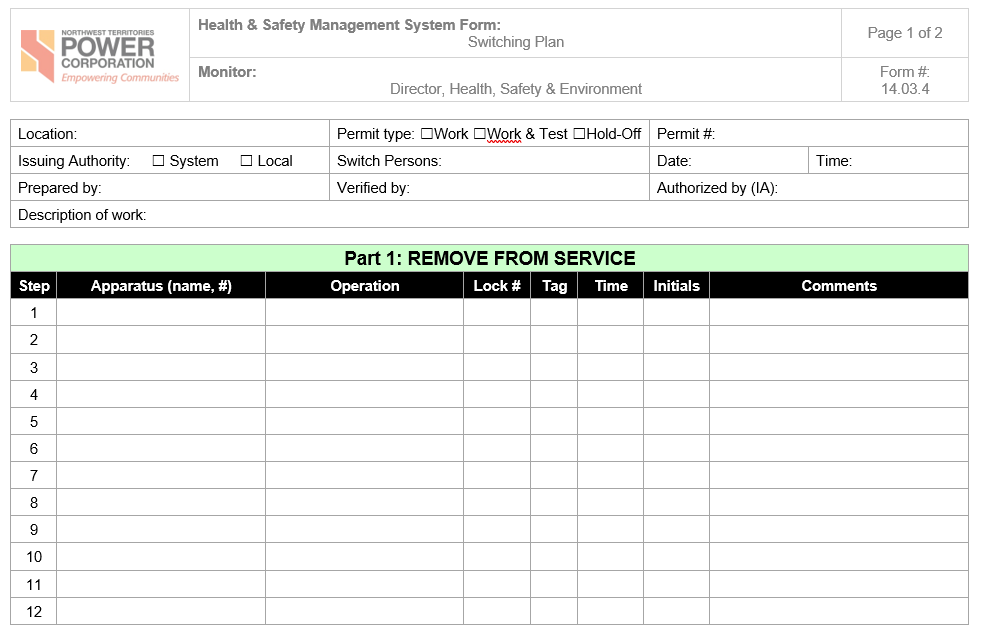 NORTHWEST TERRITORIES
POWER
CORPORATION
Empowering Communities
Health & Safety Management System Form:
Switching Plan
Page 1 of 2
Monitor:
Director, Health, Safety & Environment
Form #:
14.03.4
Location:
Permit type: ☐Work ☐Work & Test ☐Hold-Off
Permit #:
Issuing Authority: ☐ System ☐ Local
Switch Persons:
Date:
Time:
Prepared by:
Verified by:
Authorized by (IA):
Description of work:
Part 1: REMOVE FROM SERVICE
Step Apparatus (name, #) Operation Lock # Tag Time Initials Comments
1
2
3
4
5
6
7
8
9
10
11
12